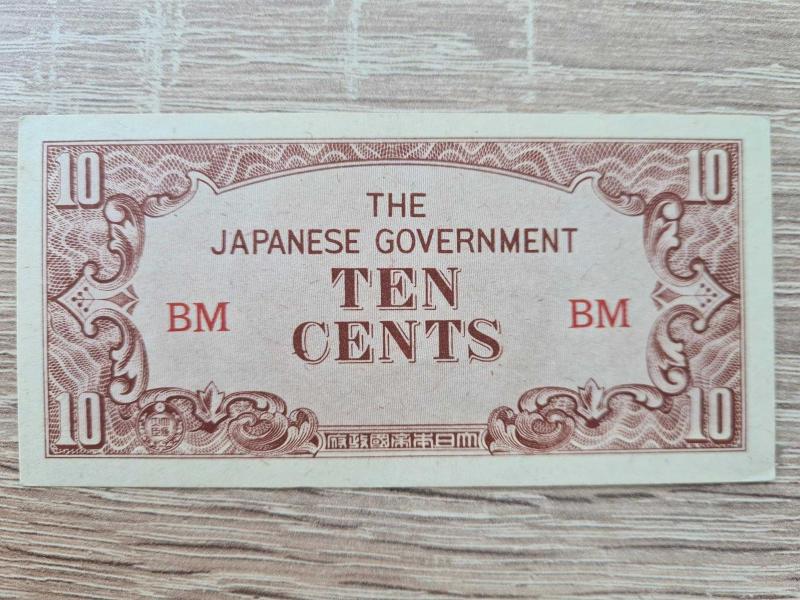 10 10
THE
JAPANESE GOVERNMENT
TEN
BM BM
CENTS
10 10
大日本帝國政府